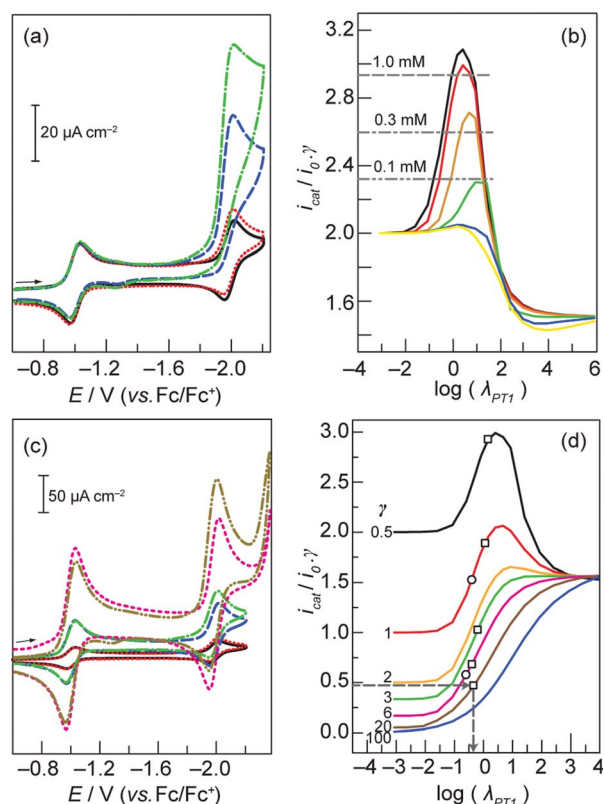 (a)
20 µA cm⁻²
−0.8 −1.2 −1.6 −2.0
E / V (vs. Fc/Fc⁺)
(b)
3.2
2.8
2.4
2.0
1.6
i_cat / i_0·γ
1.0 mM
0.3 mM
0.1 mM
−4 −2 0 2 4 6
log ( λ_PT1 )
(c)
50 µA cm⁻²
−0.8 −1.2 −1.6 −2.0
E / V (vs. Fc/Fc⁺)
(d)
3.0
2.5
2.0
1.5
1.0
0.5
0.0
i_cat / i_0·γ
γ
0.5
1
2
3
6
20
100
−4 −3 −2 −1 0 1 2 3 4
log ( λ_PT1 )